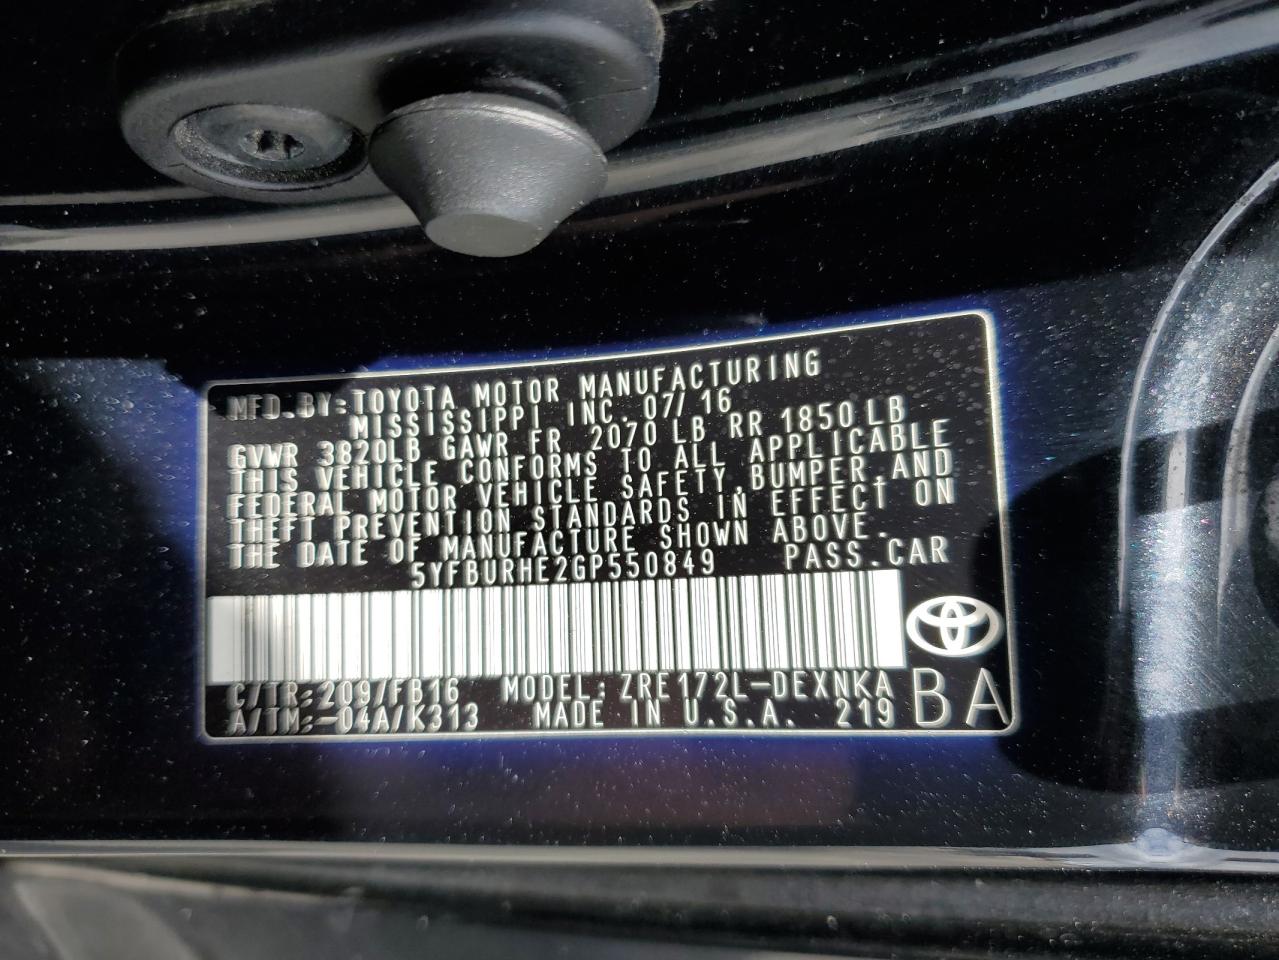 MFD.BY:TOYOTA MOTOR MANUFACTURING
MISSISSIPPI INC. 07/16
GVWR 3820LB GAWR FR 2070 LB RR 1850 LB
THIS VEHICLE CONFORMS TO ALL APPLICABLE
FEDERAL MOTOR VEHICLE SAFETY,BUMPER,AND
THEFT PREVENTION STANDARDS IN EFFECT ON
THE DATE OF MANUFACTURE SHOWN ABOVE.
5YFBURHE2GP550849 PASS.CAR
C/TR:209/FB16 MODEL:ZRE172L-DEXNKA
A/TM:-04A/K313 MADE IN U.S.A. 219
BA